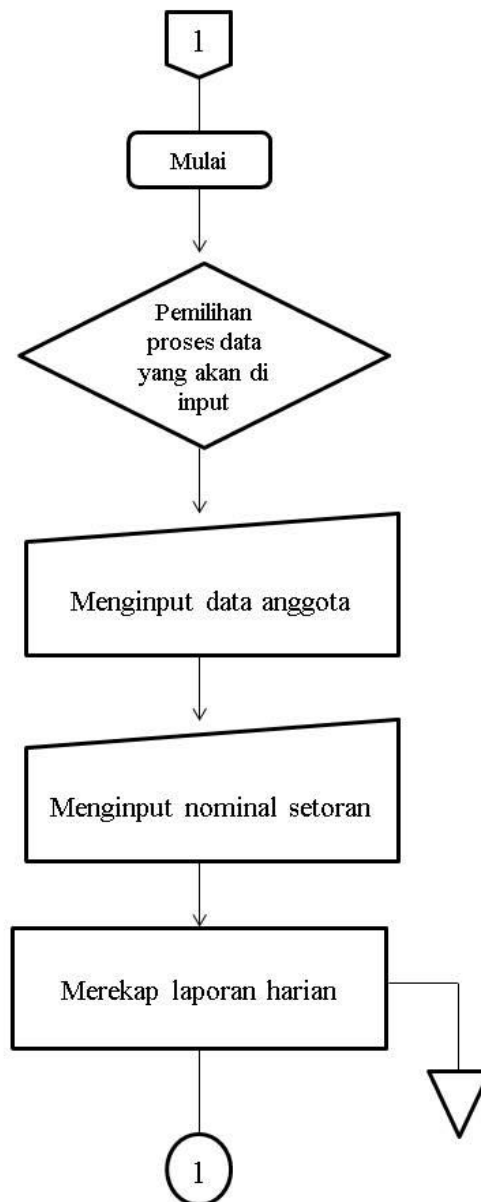 1
Mulai
Pemilihan
proses data
yang akan di
input
Menginput data anggota
Menginput nominal setoran
Merekap laporan harian
1